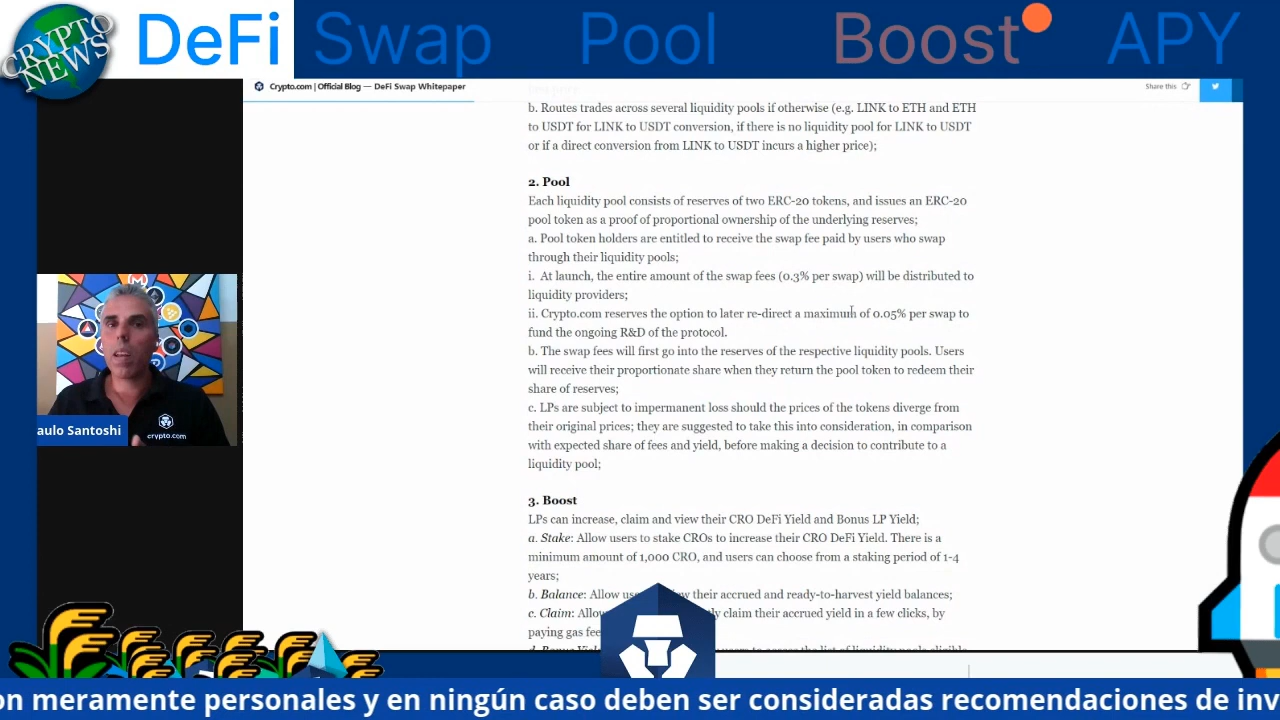 CRYPTO
NEWS
DeFi Swap Pool Boost APY
Crypto.com | Official Blog — DeFi Swap Whitepaper
Share this
b. Routes trades across several liquidity pools if otherwise (e.g. LINK to ETH and ETH
to USDT for LINK to USDT conversion, if there is no liquidity pool for LINK to USDT
or if a direct conversion from LINK to USDT incurs a higher price);
2. Pool
Each liquidity pool consists of reserves of two ERC-20 tokens, and issues an ERC-20
pool token as a proof of proportional ownership of the underlying reserves;
a. Pool token holders are entitled to receive the swap fee paid by users who swap
through their liquidity pools;
i. At launch, the entire amount of the swap fees (0.3% per swap) will be distributed to
liquidity providers;
ii. Crypto.com reserves the option to later re-direct a maximum of 0.05% per swap to
fund the ongoing R&D of the protocol.
b. The swap fees will first go into the reserves of the respective liquidity pools. Users
will receive their proportionate share when they return the pool token to redeem their
share of reserves;
c. LPs are subject to impermanent loss should the prices of the tokens diverge from
their original prices; they are suggested to take this into consideration, in comparison
with expected share of fees and yield, before making a decision to contribute to a
liquidity pool;
3. Boost
LPs can increase, claim and view their CRO DeFi Yield and Bonus LP Yield;
a. Stake: Allow users to stake CROs to increase their CRO DeFi Yield. There is a
minimum amount of 1,000 CRO, and users can choose from a staking period of 1-4
years;
b. Balance: Allow their accrued and ready-to-harvest yield balances;
c. Claim: claim their accrued yield in a few clicks, by
paying gas
crypto.com
aulo Santoshi
on meramente personales y en ningún caso deben ser consideradas recomendaciones de inv